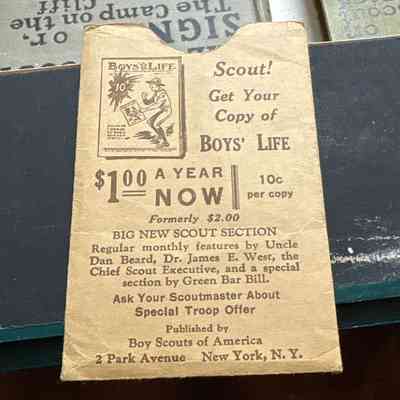 or,
The Camp on the
Cliff
SIGN
BOYS' LIFE
10¢
Scout!
Get Your
Copy of
BOYS' LIFE
$1.00 A YEAR
NOW
10c
per copy
Formerly $2.00
BIG NEW SCOUT SECTION
Regular monthly features by Uncle
Dan Beard, Dr. James E. West, the
Chief Scout Executive, and a special
section by Green Bar Bill.
Ask Your Scoutmaster About
Special Troop Offer
Published by
Boy Scouts of America
2 Park Avenue New York, N. Y.